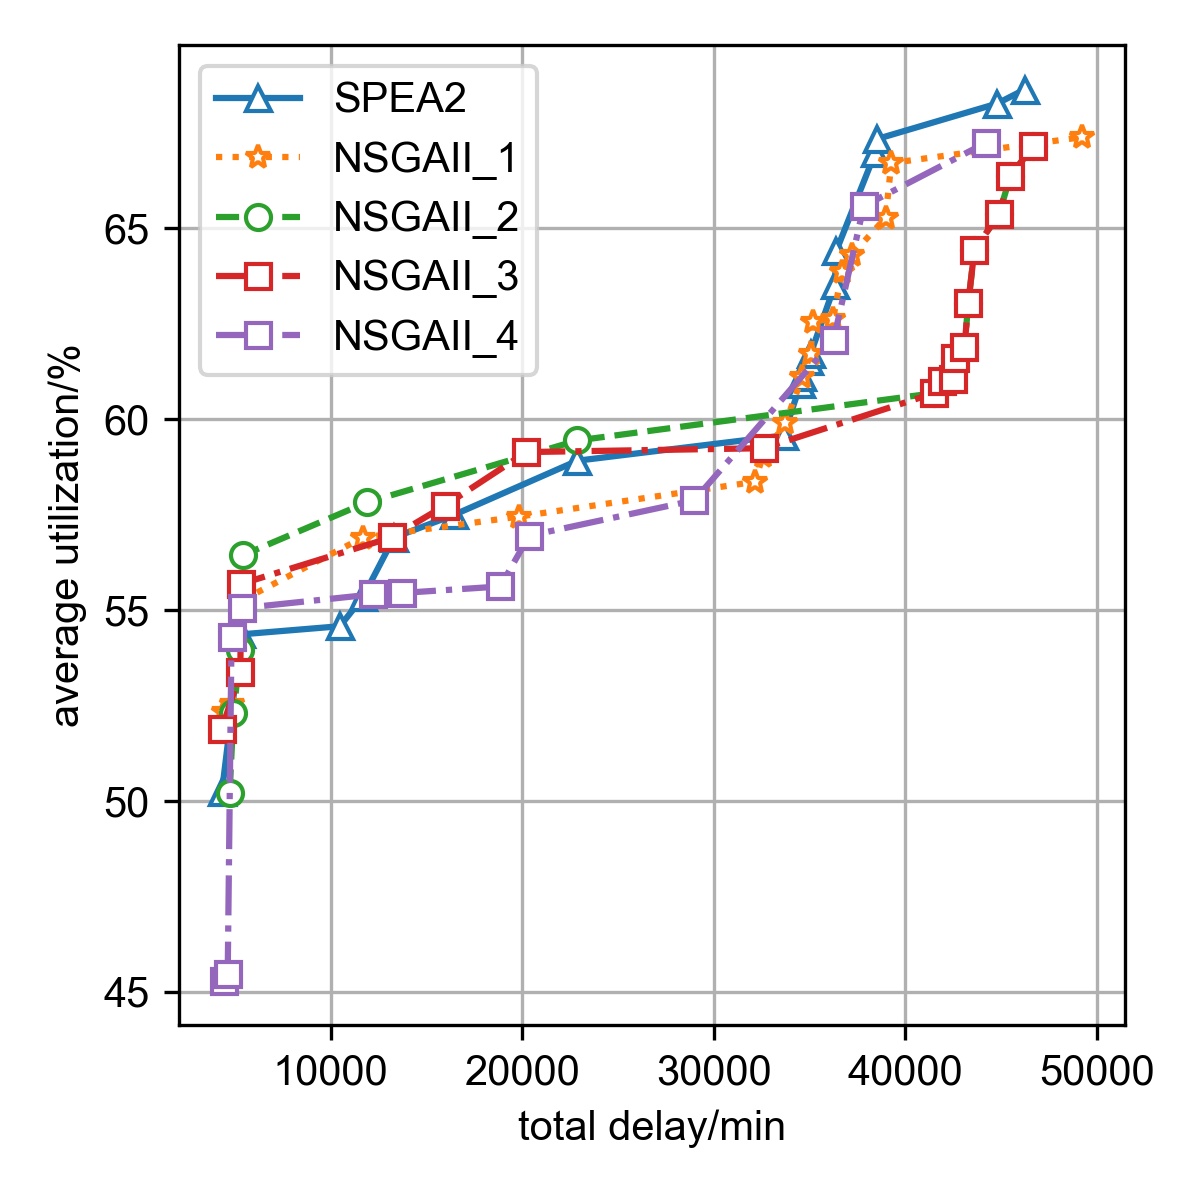 SPEA2
NSGAII_1
NSGAII_2
NSGAII_3
NSGAII_4
65
60
55
50
45
average utilization/%
10000 20000 30000 40000 50000
total delay/min